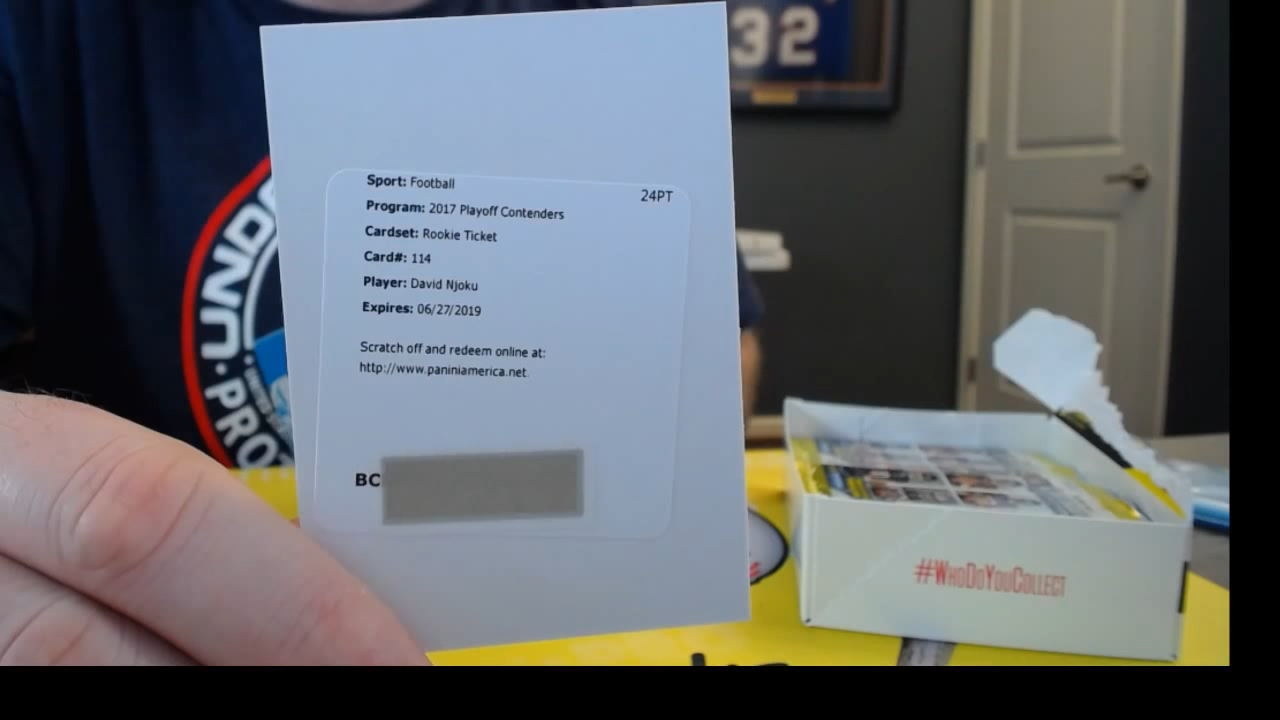 32
24PT
Sport: Football
Program: 2017 Playoff Contenders
Cardset: Rookie Ticket
Card#: 114
Player: David Njoku
Expires: 06/27/2019
Scratch off and redeem online at:
http://www.paniniamerica.net.
BC
#WHODOYOUCOLLECT